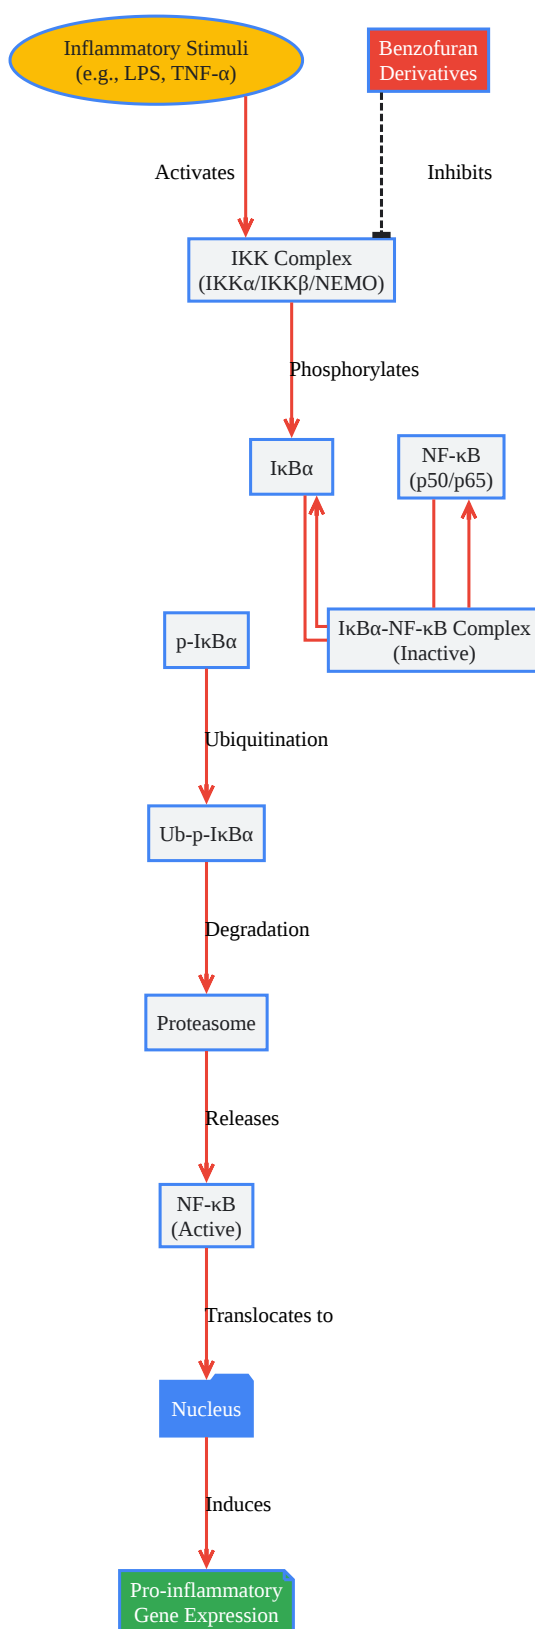 Inflammatory Stimuli
(e.g., LPS, TNF-α)
Benzofuran
Derivatives
Activates
Inhibits
IKK Complex
(IKKα/IKKβ/NEMO)
Phosphorylates
IκBα
NF-κB
(p50/p65)
IκBα-NF-κB Complex
(Inactive)
p-IκBα
Ubiquitination
Ub-p-IκBα
Degradation
Proteasome
Releases
NF-κB
(Active)
Translocates to
Nucleus
Induces
Pro-inflammatory
Gene Expression